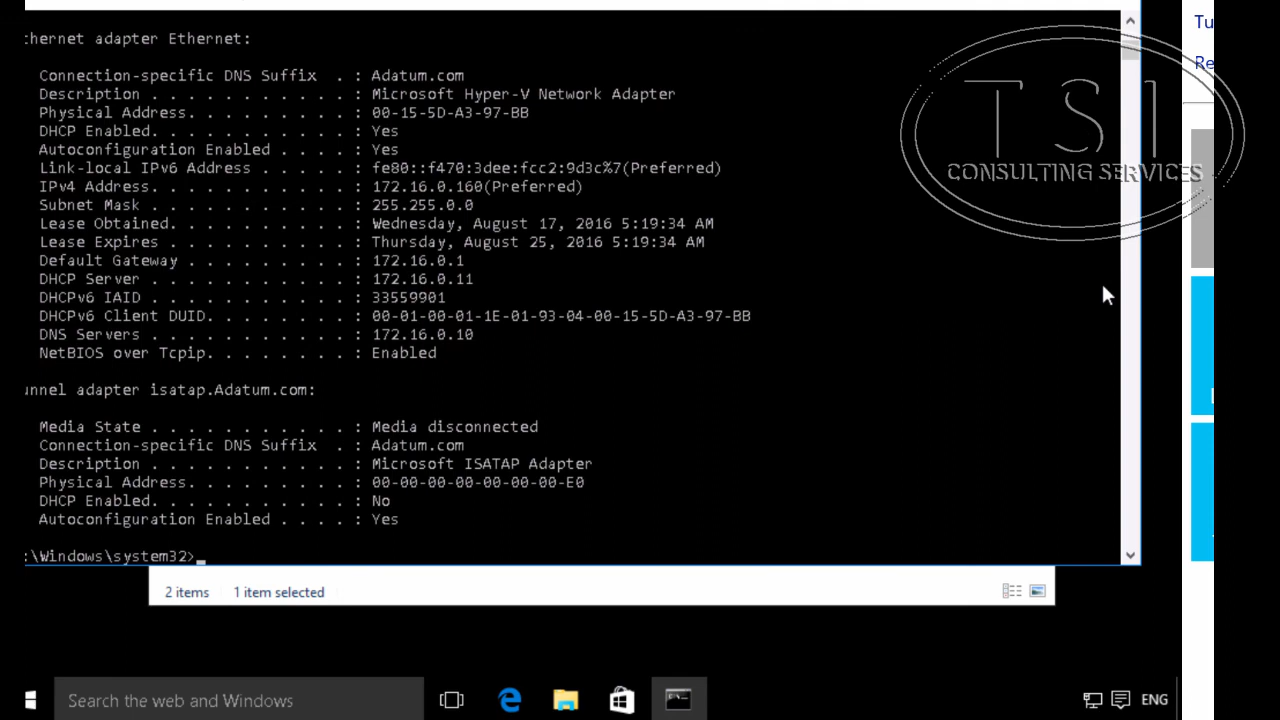 hernet adapter Ethernet:
Connection-specific DNS Suffix . : Adatum.com
Description . . . . . . . . . . . : Microsoft Hyper-V Network Adapter
Physical Address. . . . . . . . . : 00-15-5D-A3-97-BB
DHCP Enabled. . . . . . . . . . . : Yes
Autoconfiguration Enabled . . . . : Yes
Link-local IPv6 Address . . . . . : fe80::f470:3dee:fcc2:9d3c%7(Preferred)
IPv4 Address. . . . . . . . . . . : 172.16.0.160(Preferred)
Subnet Mask . . . . . . . . . . . : 255.255.0.0
Lease Obtained. . . . . . . . . . : Wednesday, August 17, 2016 5:19:34 AM
Lease Expires . . . . . . . . . . : Thursday, August 25, 2016 5:19:34 AM
Default Gateway . . . . . . . . . : 172.16.0.1
DHCP Server . . . . . . . . . . . : 172.16.0.11
DHCPv6 IAID . . . . . . . . . . . : 33559901
DHCPv6 Client DUID. . . . . . . . : 00-01-00-01-1E-01-93-04-00-15-5D-A3-97-BB
DNS Servers . . . . . . . . . . . : 172.16.0.10
NetBIOS over Tcpip. . . . . . . . : Enabled
unnel adapter isatap.Adatum.com:
Media State . . . . . . . . . . . : Media disconnected
Connection-specific DNS Suffix . : Adatum.com
Description . . . . . . . . . . . : Microsoft ISATAP Adapter
Physical Address. . . . . . . . . : 00-00-00-00-00-00-00-E0
DHCP Enabled. . . . . . . . . . . : No
Autoconfiguration Enabled . . . . : Yes
:\Windows\system32>
2 items 1 item selected
Search the web and Windows
ENG
Tu
Re
TSI
CONSULTING SERVICES